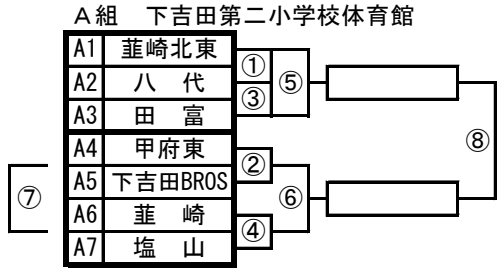 A組 下吉田第二小学校体育館
A1 韮崎北東
A2 八 代
A3 田 富
A4 甲府東
A5 下吉田BROS
A6 韮 崎
A7 塩 山
①
③
⑤
②
④
⑥
⑦
⑧